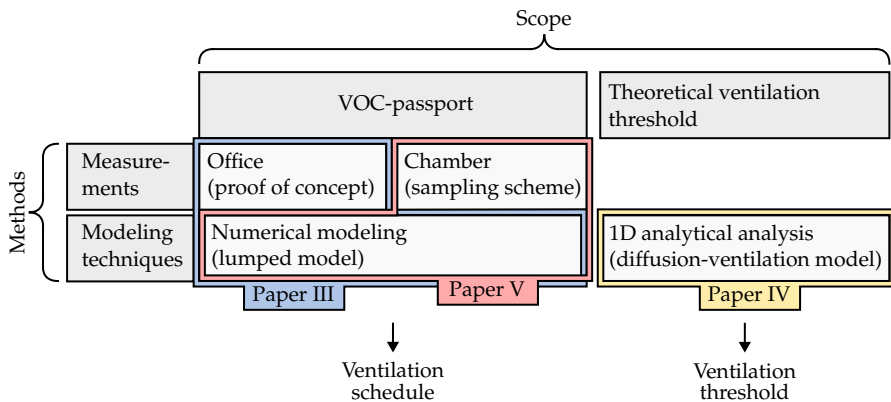 Scope
VOC-passport
Theoretical ventilation
threshold
Methods
Measure-
ments
Office
(proof of concept)
Chamber
(sampling scheme)
Modeling
techniques
Numerical modeling
(lumped model)
1D analytical analysis
(diffusion-ventilation model)
Paper III
Paper V
Paper IV
Ventilation
schedule
Ventilation
threshold